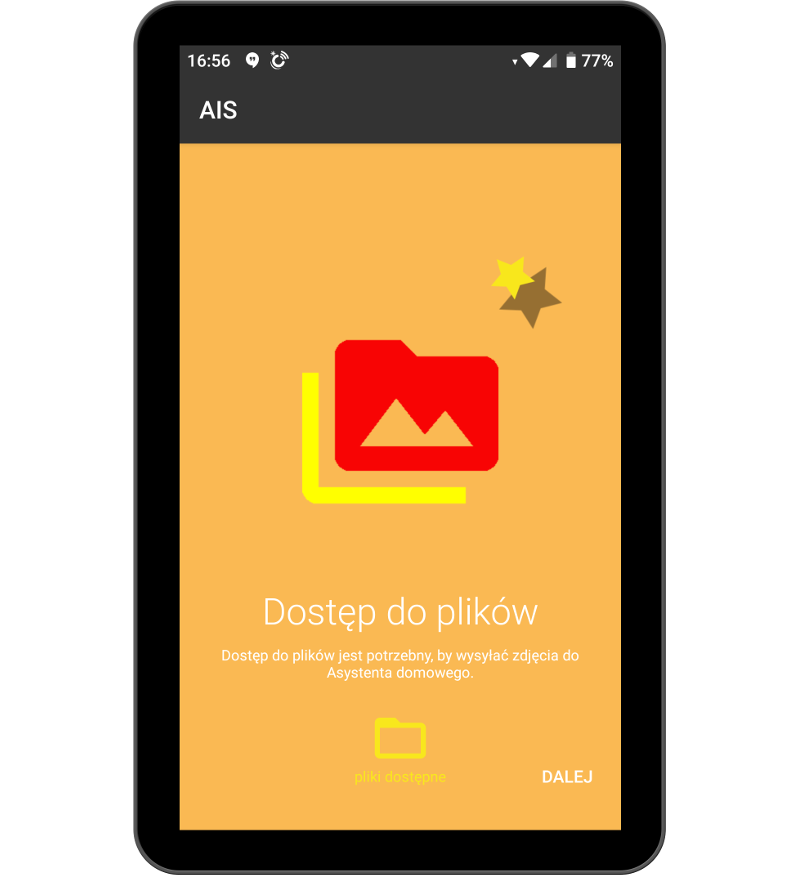 16:56
77%
AIS
Dostęp do plików
Dostęp do plików jest potrzebny, by wysyłać zdjęcia do
Asystenta domowego.
pliki dostępne
DALEJ